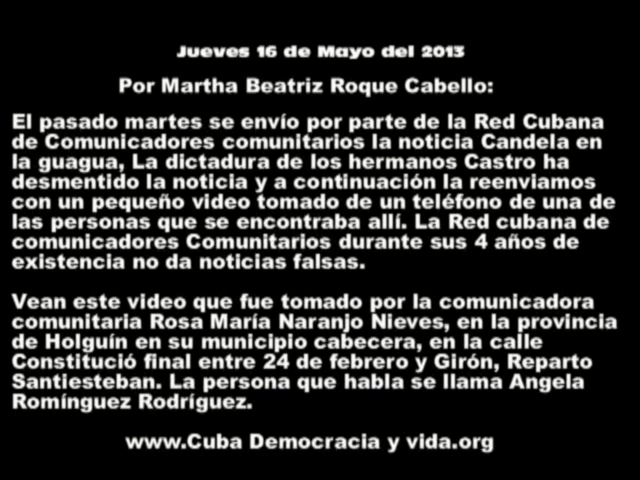 Jueves 16 de Mayo del 2013
Por Martha Beatriz Roque Cabello:
El pasado martes se envío por parte de la Red Cubana
de Comunicadores comunitarios la noticia Candela en
la guagua, La dictadura de los hermanos Castro ha
desmentido la noticia y a continuación la reenviamos
con un pequeño video tomado de un teléfono de una de
las personas que se encontraba allí. La Red cubana de
comunicadores Comunitarios durante sus 4 años de
existencia no da noticias falsas.
Vean este video que fue tomado por la comunicadora
comunitaria Rosa María Naranjo Nieves, en la provincia
de Holguín en su municipio cabecera, en la calle
Constitució final entre 24 de febrero y Girón, Reparto
Santiesteban. La persona que habla se llama Angela
Romínguez Rodríguez.
www.Cuba Democracia y vida.org